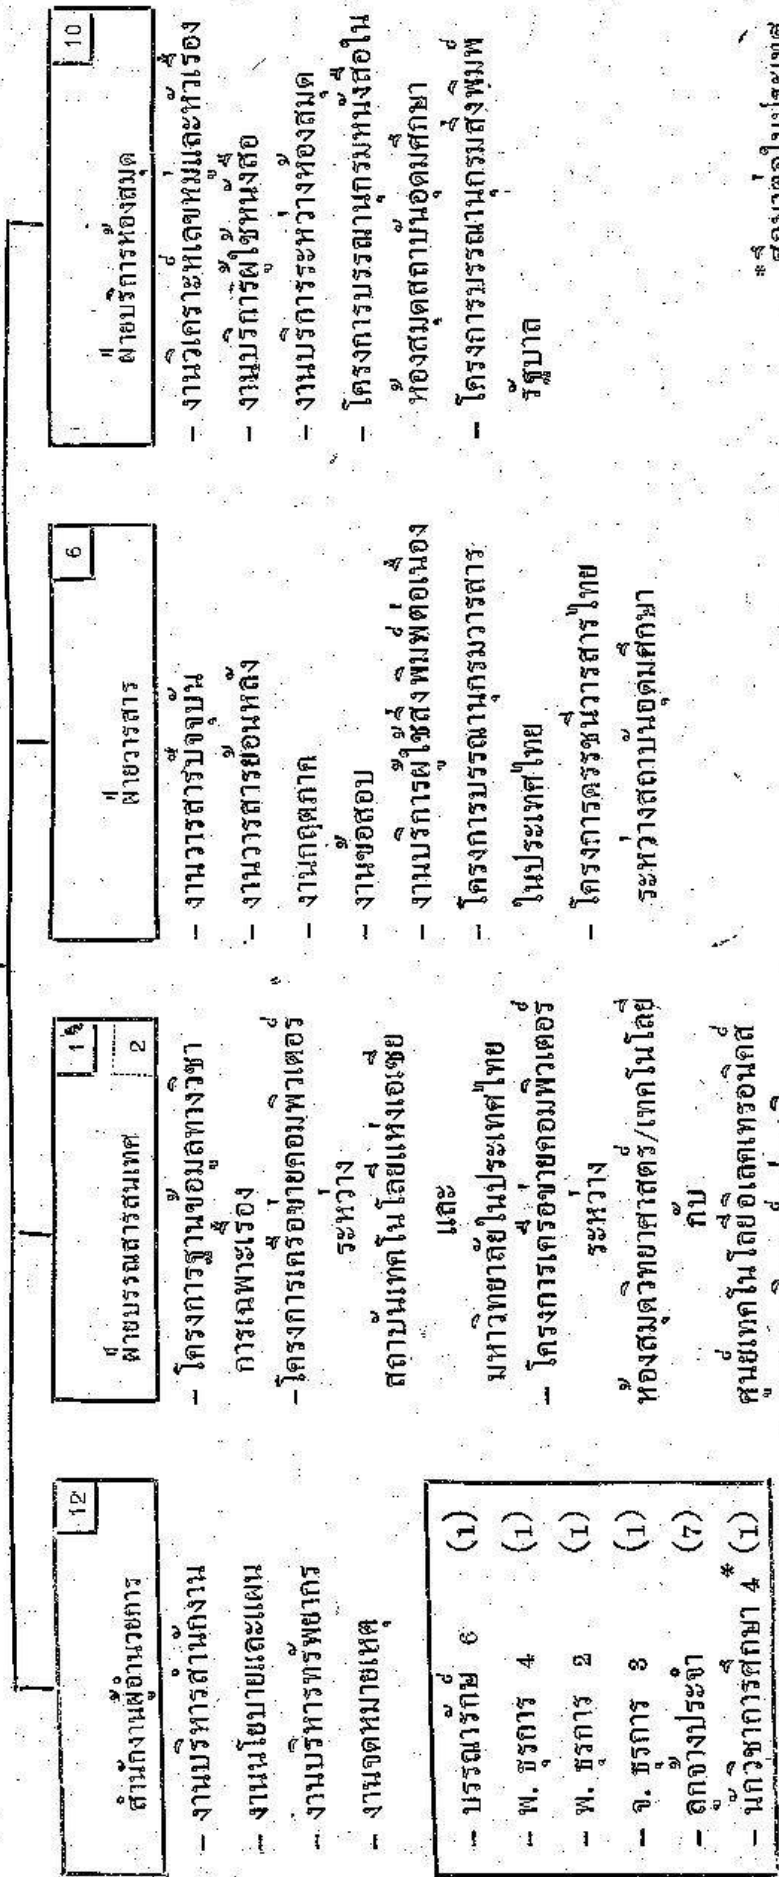 สำนักงานผู้อำนวยการ
12
- งานบริหารสำนักงาน
- งานนโยบายและแผน
- งานบริหารทรัพยากร
- งานจดหมายเหตุ
- บรรณารักษ์ 6 (1)
- พ. ธุรการ 4 (1)
- พ. ธุรการ 2 (1)
- จ. ธุรการ 3 (1)
- ลูกจ้างประจำ (7)
- นักวิชาการศึกษา 4 * (1)
ฝ่ายบรรณสารสนเทศ
2
- โครงการฐานข้อมูลทางวิชา
การเฉพาะเรื่อง
- โครงการเครือข่ายคอมพิวเตอร์
ระหว่าง
สถาบันเทคโนโลยีแห่งเอเซีย
และ
มหาวิทยาลัยในประเทศไทย
- โครงการเครือข่ายคอมพิวเตอร์
ระหว่าง
ห้องสมุดวิทยาศาสตร์/เทคโนโลยี
กับ
ศูนย์เทคโนโลยีอิเลคเทรอนิคส์
ฝ่ายวารสาร
6
- งานวารสารปัจจุบัน
- งานวารสารย้อนหลัง
- งานกฤตภาค
- งานข้อสอบ
- งานบริการผู้ใช้สิ่งพิมพ์ต่อเนื่อง
- โครงการบรรณานุกรมวารสาร
ในประเทศไทย
- โครงการดรรชนีวารสารไทย
ระหว่างสถาบันอุดมศึกษา
ฝ่ายบริการห้องสมุด
10
- งานวิเคราะห์เลขหมู่และหัวเรื่อง
- งานบริการผู้ใช้หนังสือ
- งานบริการระหว่างห้องสมุด
- โครงการบรรณานุกรมหนังสือใน
ห้องสมุดสถาบันอุดมศึกษา
- โครงการบรรณานุกรมสิ่งพิมพ์
รัฐบาล